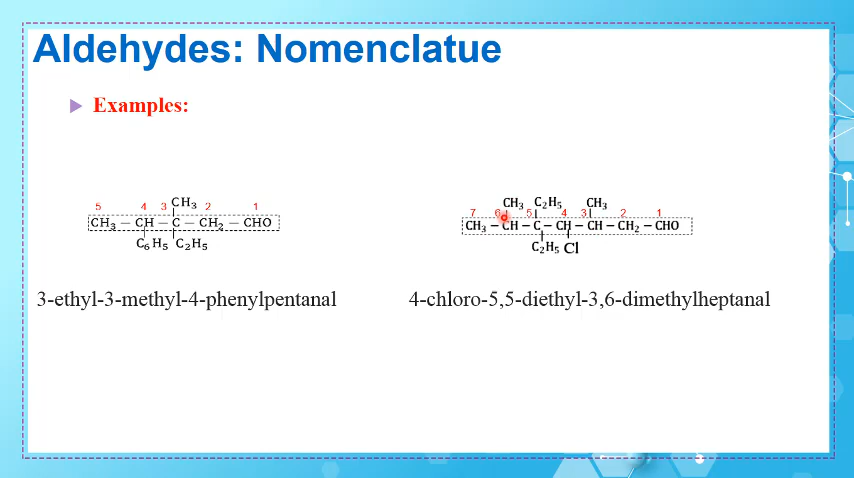 Aldehydes: Nomenclatue
Examples:
5 4 3 CH₃ 2 1
CH₃ — CH — C — CH₂ — CHO
C₆H₅ C₂H₅
3-ethyl-3-methyl-4-phenylpentanal
CH₃ C₂H₅ CH₃
7 6 5 4 3 2 1
CH₃ — CH — C — CH — CH — CH₂ — CHO
C₂H₅ Cl
4-chloro-5,5-diethyl-3,6-dimethylheptanal